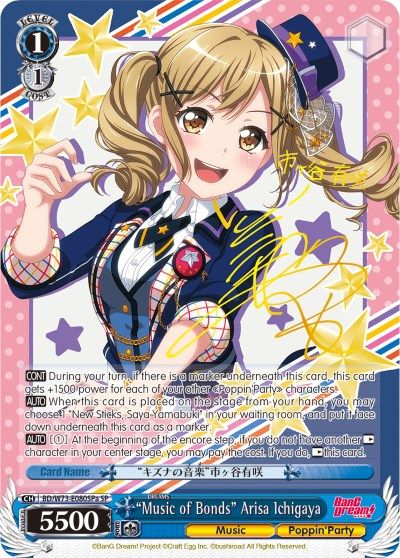 LEVEL
1
1
COST
市ヶ谷有咲
CONT During your turn, if there is a marker underneath this card, this card
gets +1500 power for each of your other <Poppin'Party> characters.
AUTO When this card is placed on the stage from your hand, you may
choose 1 "New Sticks, Saya Yamabuki" in your waiting room, and put it face
down underneath this card as a marker.
AUTO [(1)] At the beginning of the encore step, if you do not have another
character in your center stage, you may pay the cost. If you do,      this card.
Card Name
"キズナの音楽"市ヶ谷有咲
CH BD/W73-E080SPa SP
POWER
5500
DREAMS
"Music of Bonds" Arisa Ichigaya
BanG Dream!
Music
Poppin'Party
©BanG Dream! Project ©Craft Egg Inc. ©bushiroad All Rights Reserved.